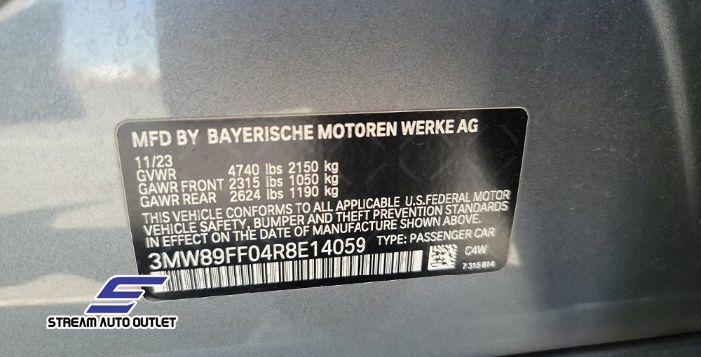 MFD BY BAYERISCHE MOTOREN WERKE AG
11/23
GVWR 4740 lbs 2150 kg
GAWR FRONT 2315 lbs 1050 kg
GAWR REAR 2624 lbs 1190 kg
THIS VEHICLE CONFORMS TO ALL APPLICABLE U.S.FEDERAL MOTOR
VEHICLE SAFETY, BUMPER AND THEFT PREVENTION STANDARDS
IN EFFECT ON THE DATE OF MANUFACTURE SHOWN ABOVE.
3MW89FF04R8E14059 TYPE: PASSENGER CAR
C4W
7 315 814
STREAM AUTO OUTLET